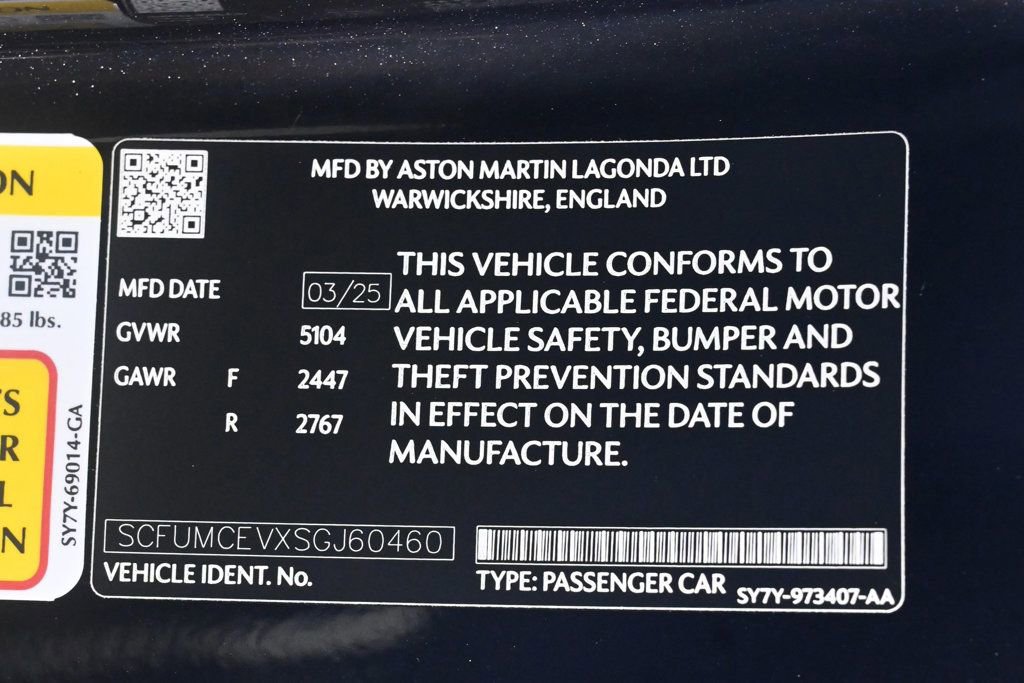 ON
85 lbs.
SY7Y-69014-GA
MFD BY ASTON MARTIN LAGONDA LTD
WARWICKSHIRE, ENGLAND
MFD DATE 03/25
GVWR 5104
GAWR F 2447
R 2767
THIS VEHICLE CONFORMS TO
ALL APPLICABLE FEDERAL MOTOR
VEHICLE SAFETY, BUMPER AND
THEFT PREVENTION STANDARDS
IN EFFECT ON THE DATE OF
MANUFACTURE.
SCFUMCEVXSGJ60460
VEHICLE IDENT. No.
TYPE: PASSENGER CAR
SY7Y-973407-AA